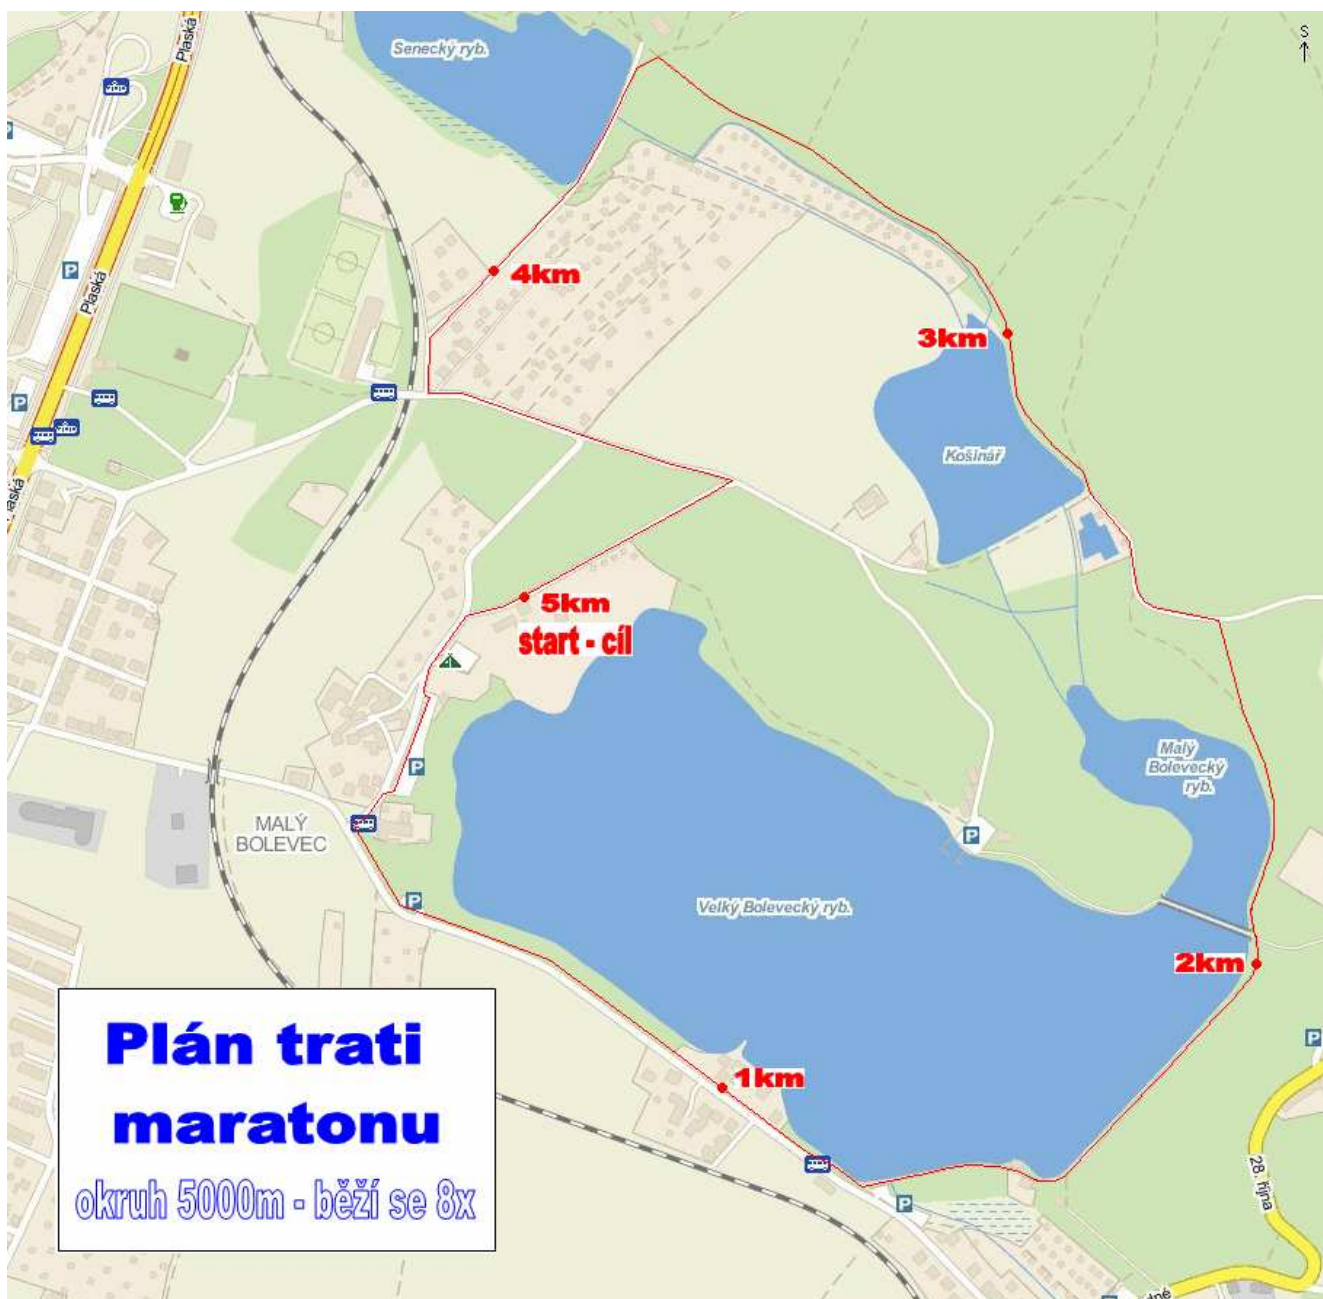 Senecký ryb.
S
Plaská
P
P
Plaská
4km
3km
P
Košinář
Plaská
5km
start - cíl
Malý
Bolevecký
ryb.
P
MALÝ
BOLEVEC
P
P
Velký Bolevecký ryb.
2km
Plán trati
maratonu
okruh 5000m - běží se 8x
1km
P
28. října
P
P